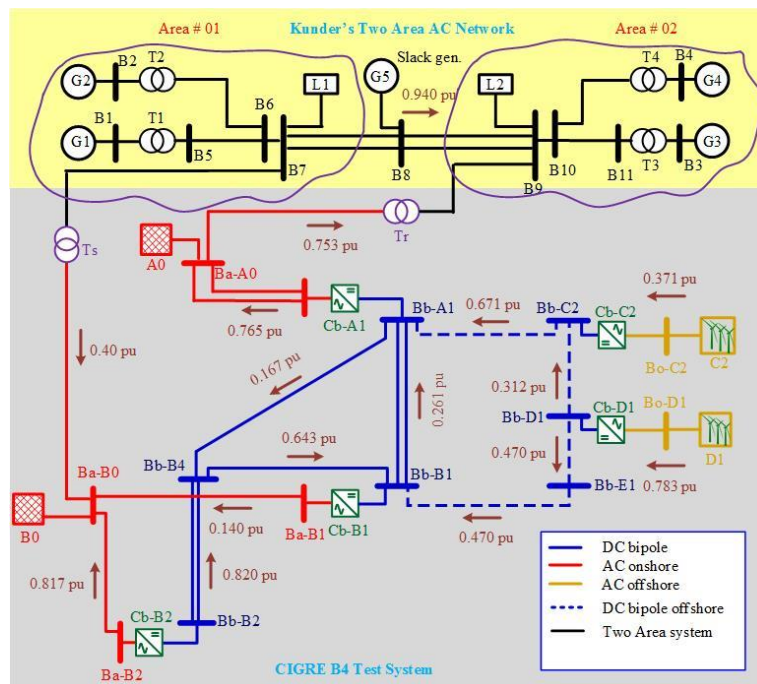 Area # 01
Kunder's Two Area AC Network
Area # 02
Slack gen.
G2
B2
T2
L1
G5
0.940 pu
L2
T4
B4
G4
G1
B1
T1
B5
B6
B7
B8
B9
B10
B11
T3
B3
G3
Ts
A0
0.753 pu
Tr
Ba-A0
0.765 pu
Cb-A1
Bb-A1
0.671 pu
Bb-C2
Cb-C2
0.371 pu
Bo-C2
C2
0.40 pu
0.167 pu
0.261 pu
0.312 pu
Bb-D1
Cb-D1
Bo-D1
D1
0.783 pu
0.470 pu
Bb-E1
0.470 pu
0.643 pu
Bb-B4
Bb-B1
Ba-B0
B0
0.140 pu
Ba-B1
Cb-B1
0.817 pu
0.820 pu
Cb-B2
Bb-B2
Ba-B2
DC bipole
AC onshore
AC offshore
DC bipole offshore
Two Area system
CIGRE B4 Test System